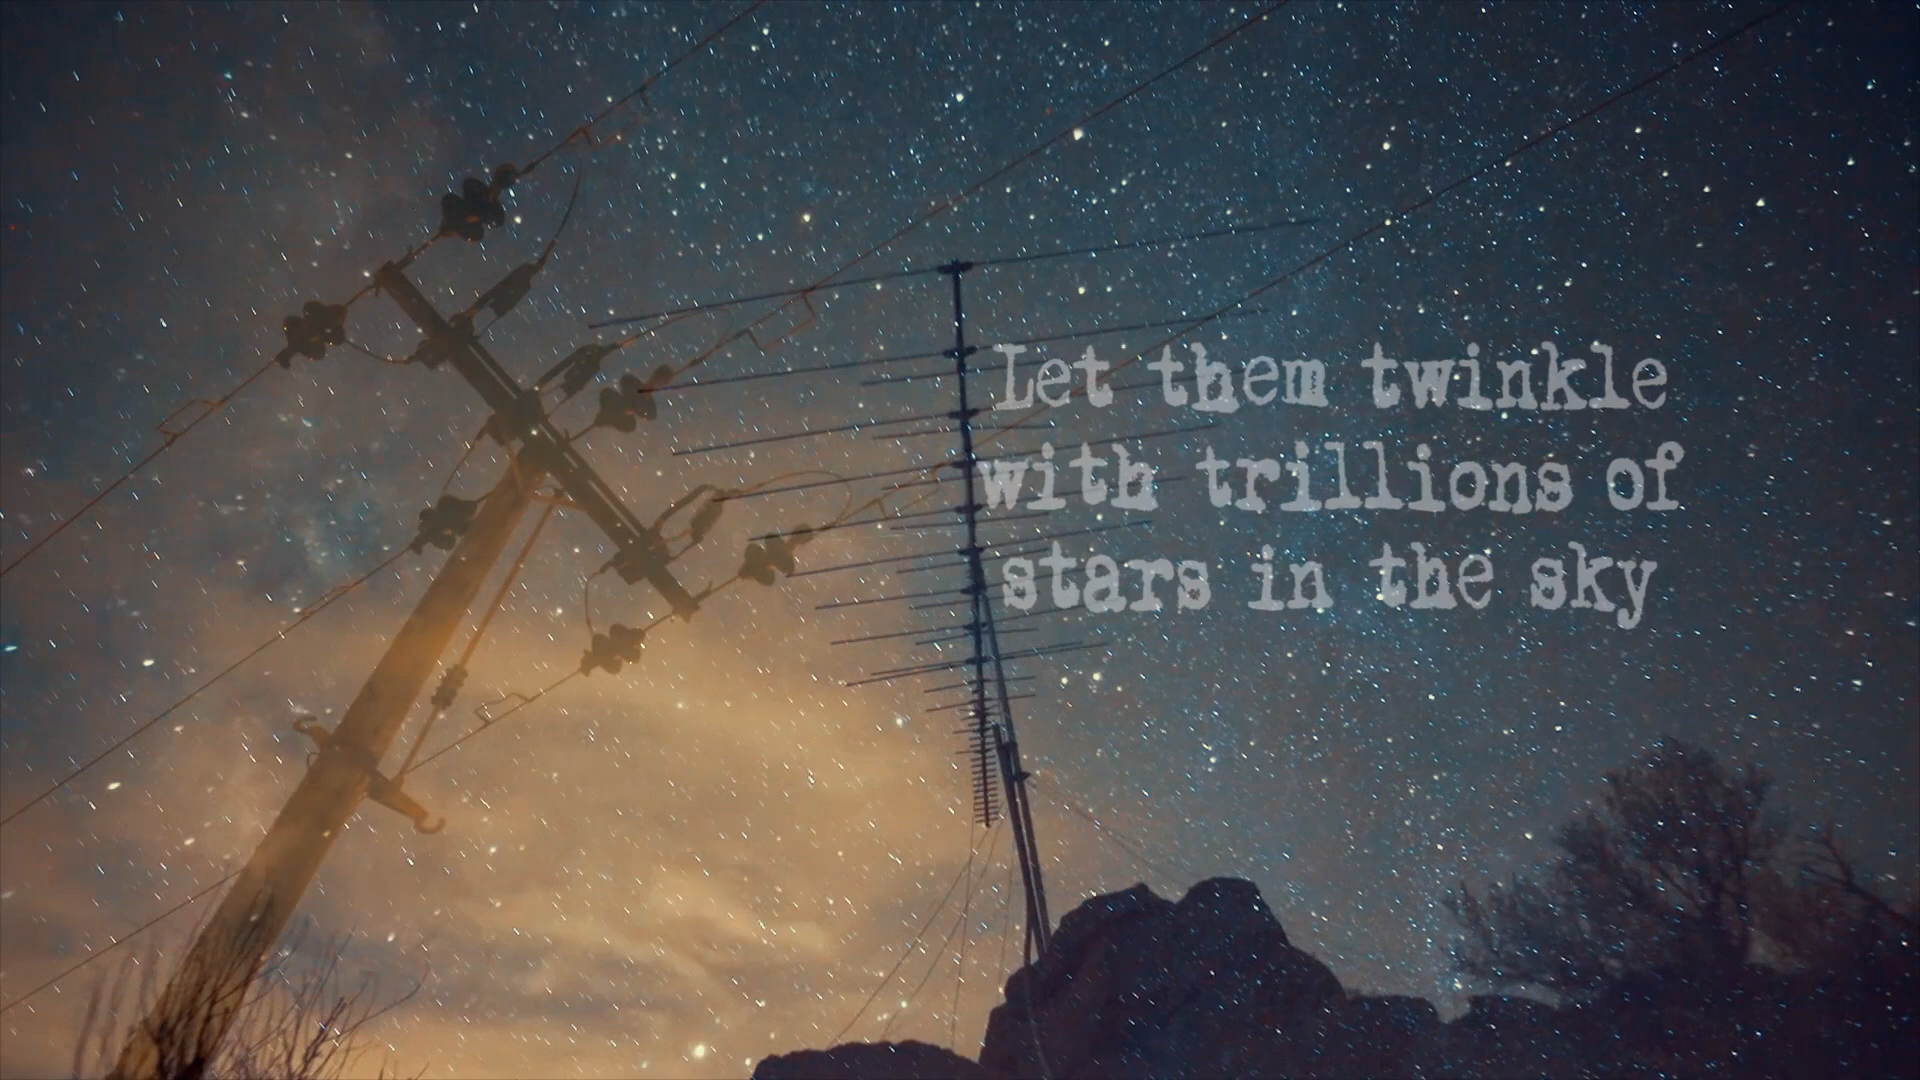 Let them twinkle
with trillions of
stars in the sky